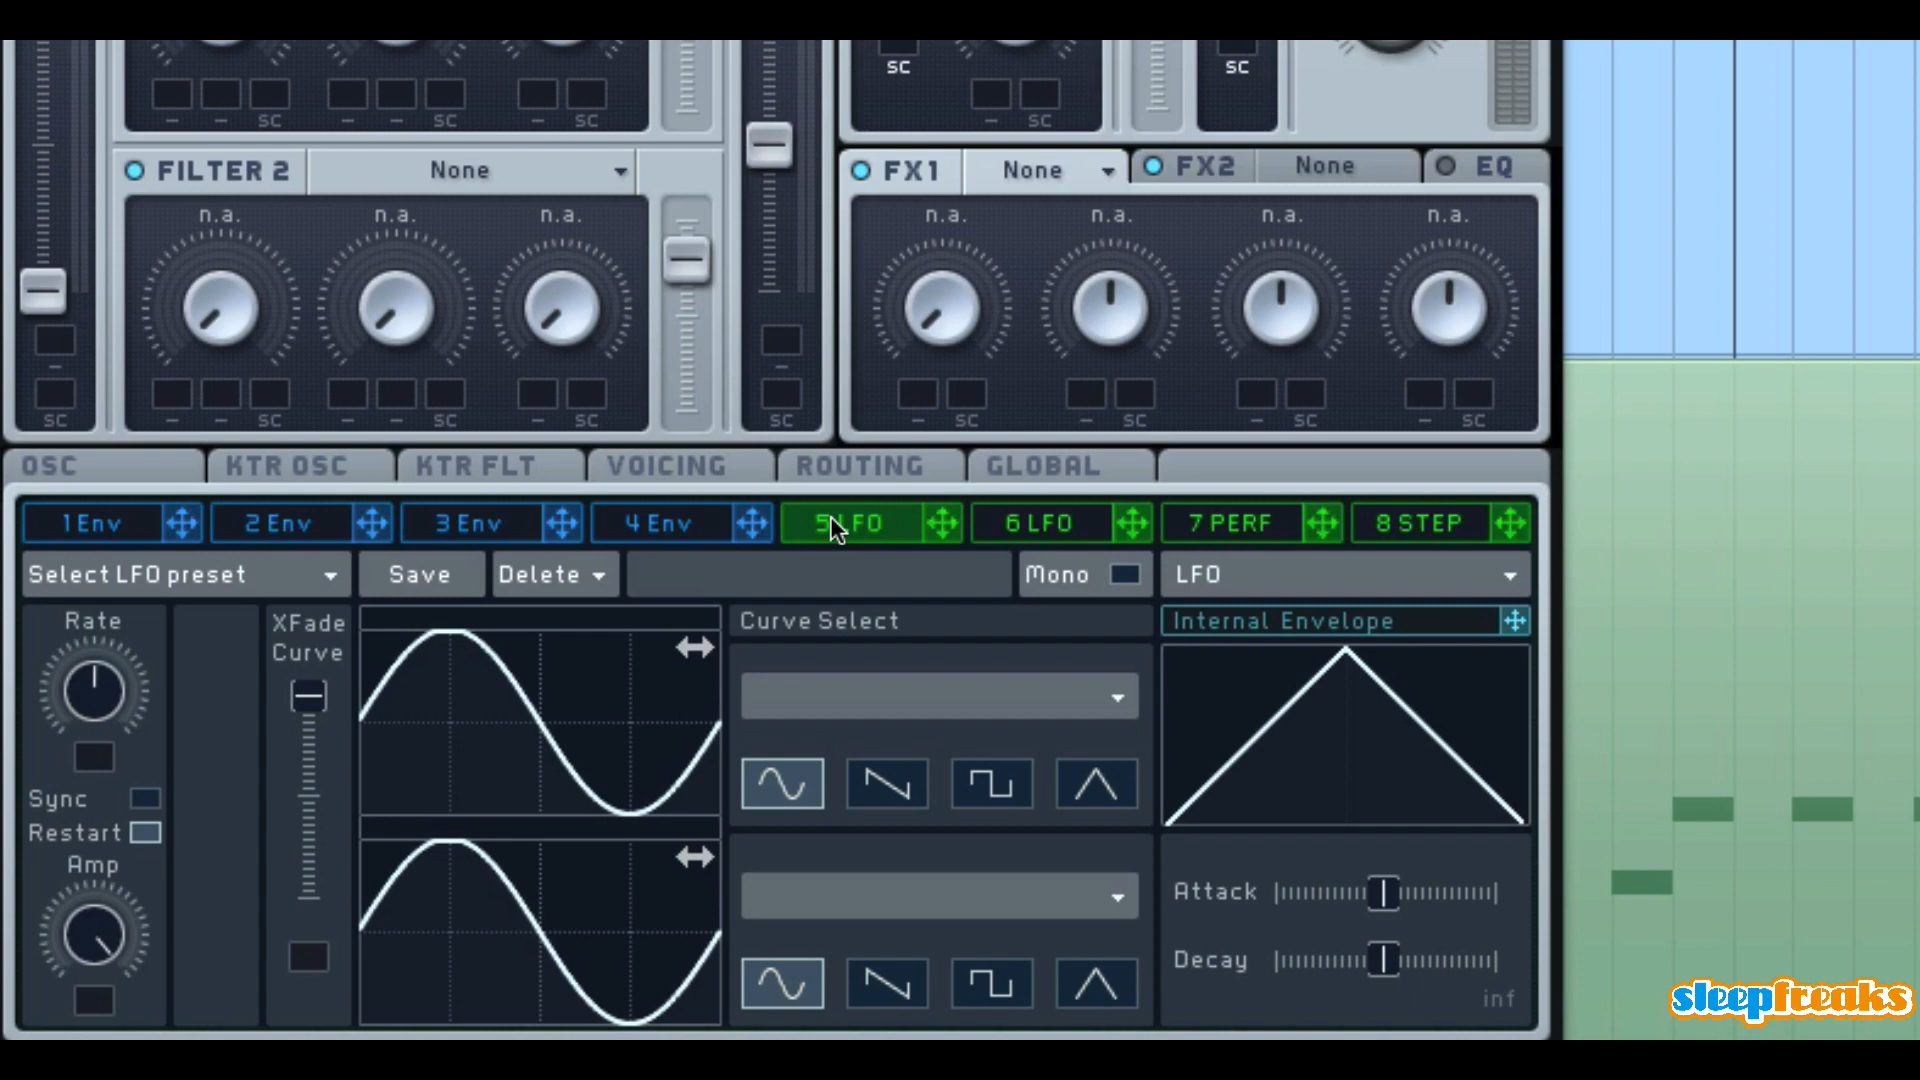 SC SC
– – SC – – SC – SC – SC
FILTER 2 None FX1 None FX2 None EQ
n.a. n.a. n.a. n.a. n.a. n.a. n.a.
– – SC – – SC – SC – SC – SC – SC – SC
– –
SC SC
OSC KTR OSC KTR FLT VOICING ROUTING GLOBAL
1 Env 2 Env 3 Env 4 Env 5 LFO 6 LFO 7 PERF 8 STEP
Select LFO preset Save Delete Mono LFO
Rate XFade Curve Select Internal Envelope
Curve
Sync
Restart
Amp
Attack
Decay
inf
sleepfreaks